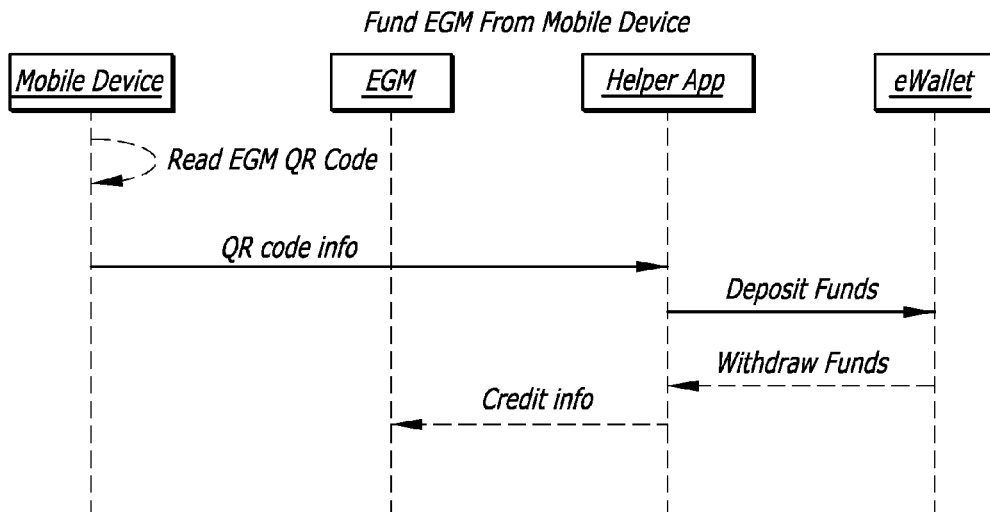 Fund EGM From Mobile Device
Mobile Device
EGM
Helper App
eWallet
Read EGM QR Code
QR code info
Deposit Funds
Withdraw Funds
Credit info